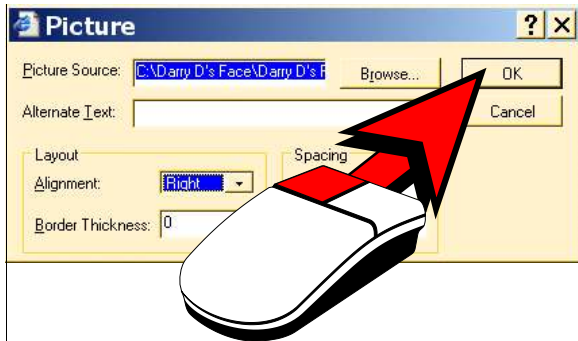 Picture
Picture Source: C:\Darry D's Face\Darry D's F Browse... OK
Alternate Text: Cancel
Layout Spacing
Alignment: Right
Border Thickness: 0